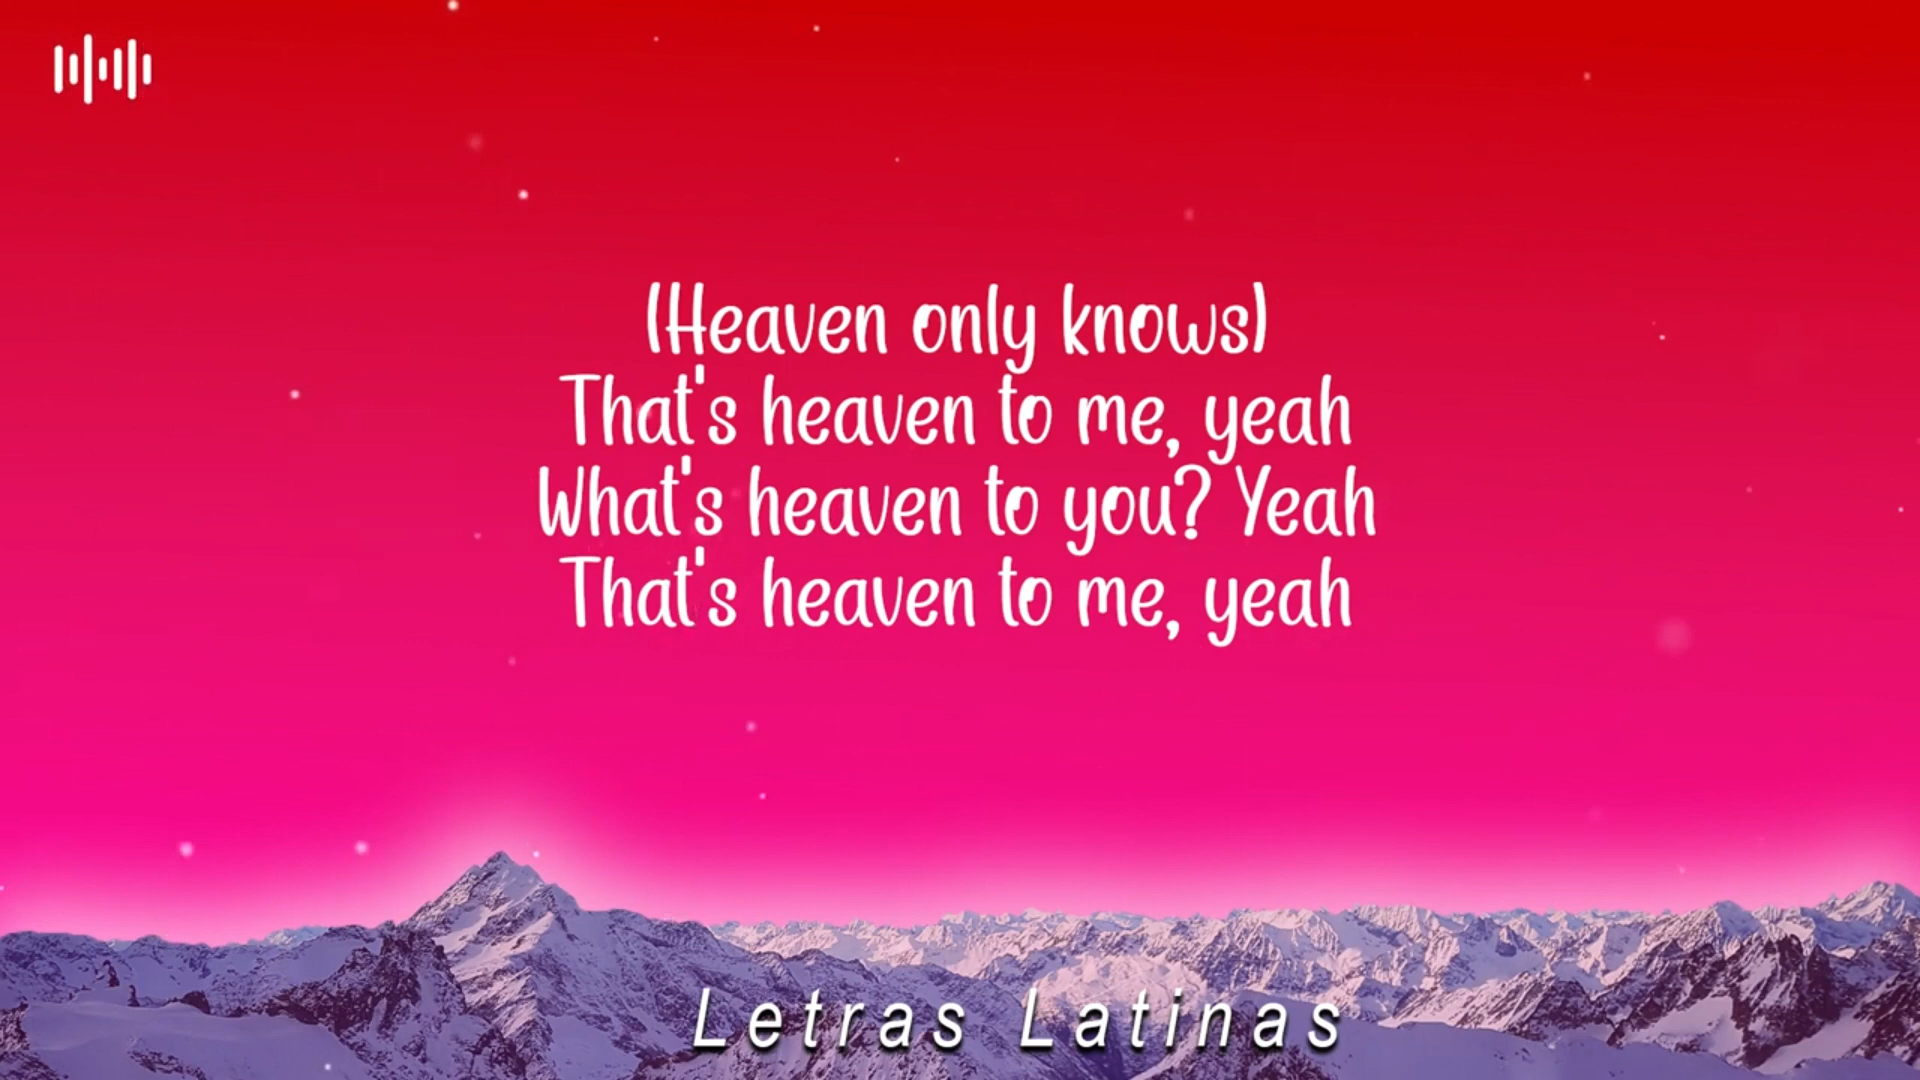 (Heaven only knows)
That's heaven to me, yeah
What's heaven to you? Yeah
That's heaven to me, yeah
Letras Latinas